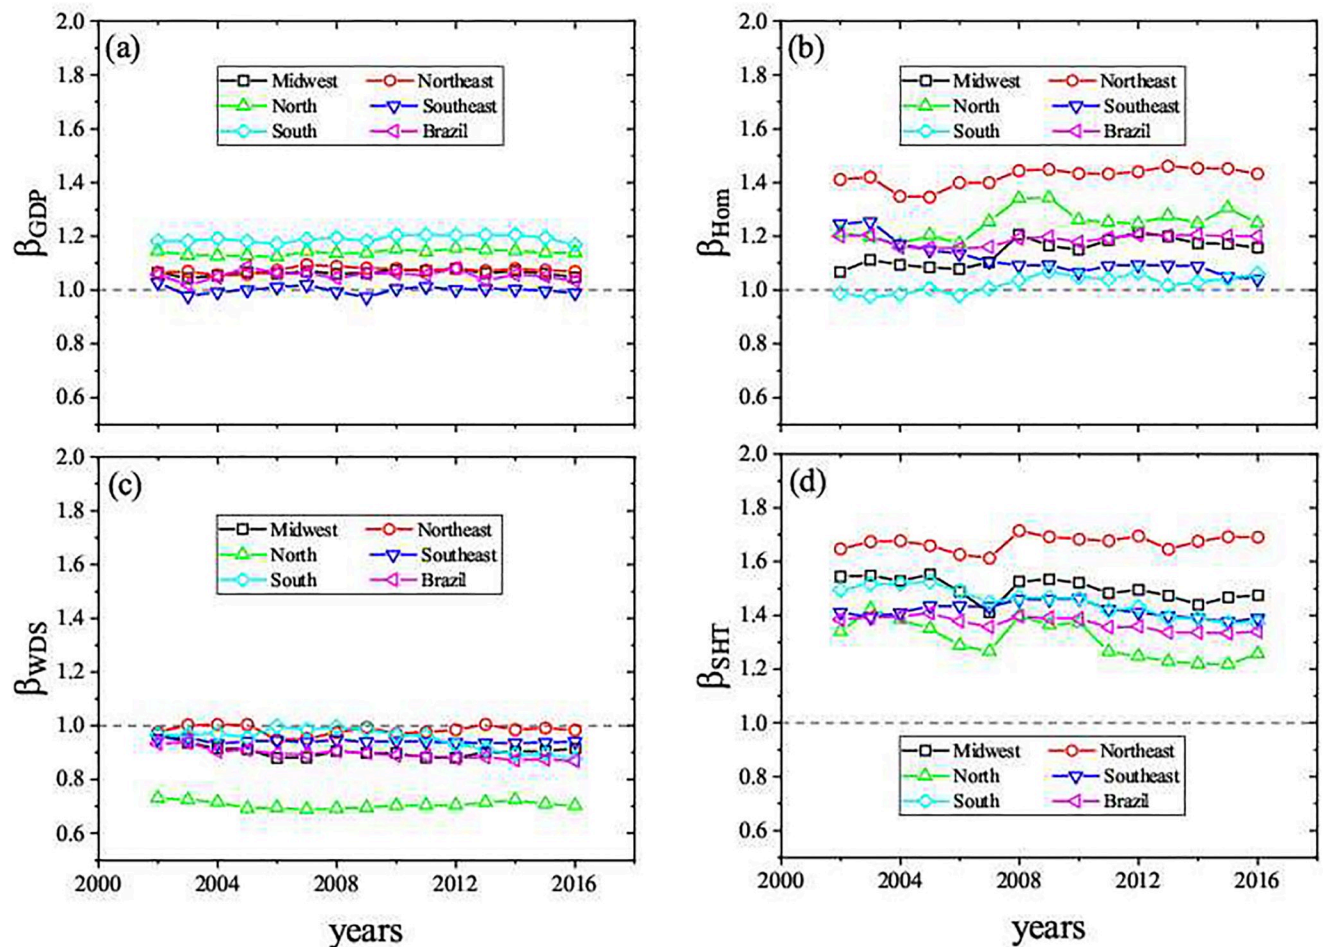 (a)
Midwest Northeast
North Southeast
South Brazil
2.0
1.8
1.6
1.4
1.2
1.0
0.8
0.6
βGDP
(b)
Midwest Northeast
North Southeast
South Brazil
2.0
1.8
1.6
1.4
1.2
1.0
0.8
0.6
βHom
(c)
Midwest Northeast
North Southeast
South Brazil
2.0
1.8
1.6
1.4
1.2
1.0
0.8
0.6
βWDS
2000 2004 2008 2012 2016
years
(d)
2.0
1.8
1.6
1.4
1.2
1.0
0.8
0.6
βSHT
Midwest Northeast
North Southeast
South Brazil
2000 2004 2008 2012 2016
years